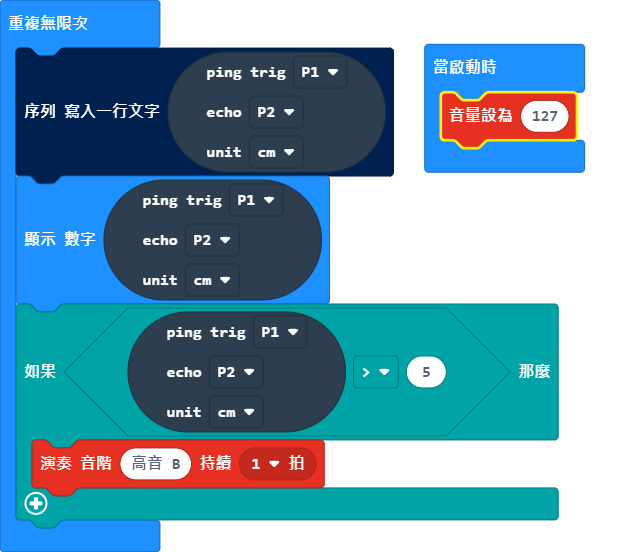 重複無限次
序列 寫入一行文字 ping trig P1
echo P2
unit cm
顯示 數字 ping trig P1
echo P2
unit cm
如果 ping trig P1
echo P2
unit cm
> 5 那麼
演奏 音階 高音 B 持續 1 拍
當啟動時
音量設為 127